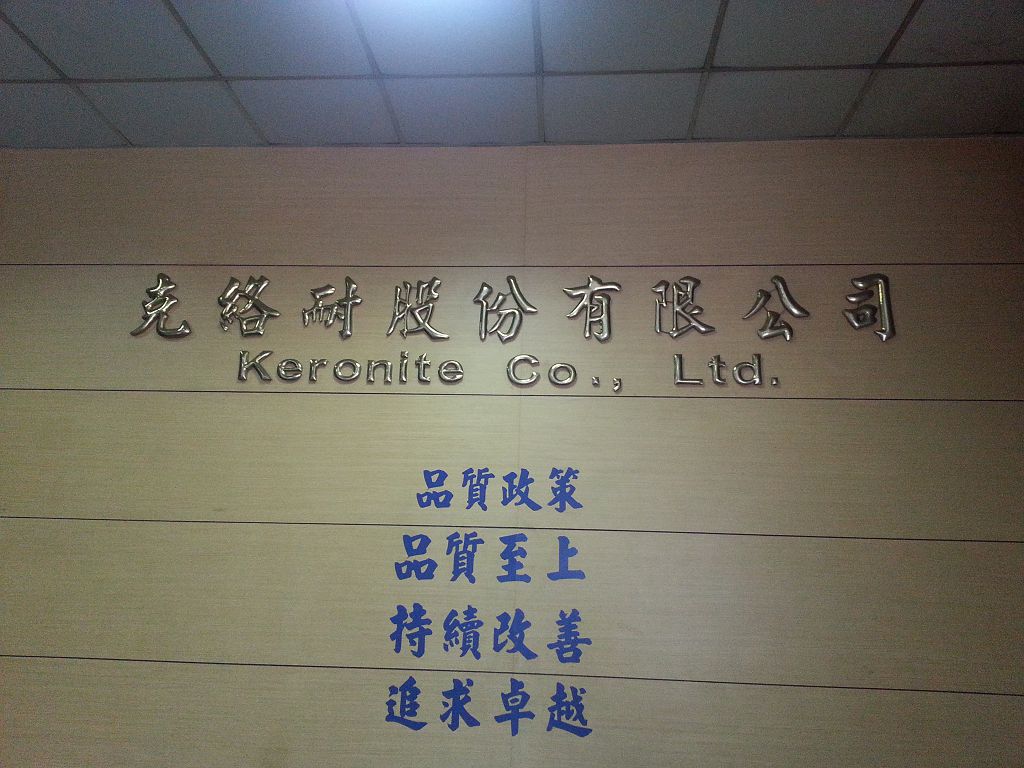 克絡耐股份有限公司
Keronite Co., Ltd.
品質政策
品質至上
持續改善
追求卓越